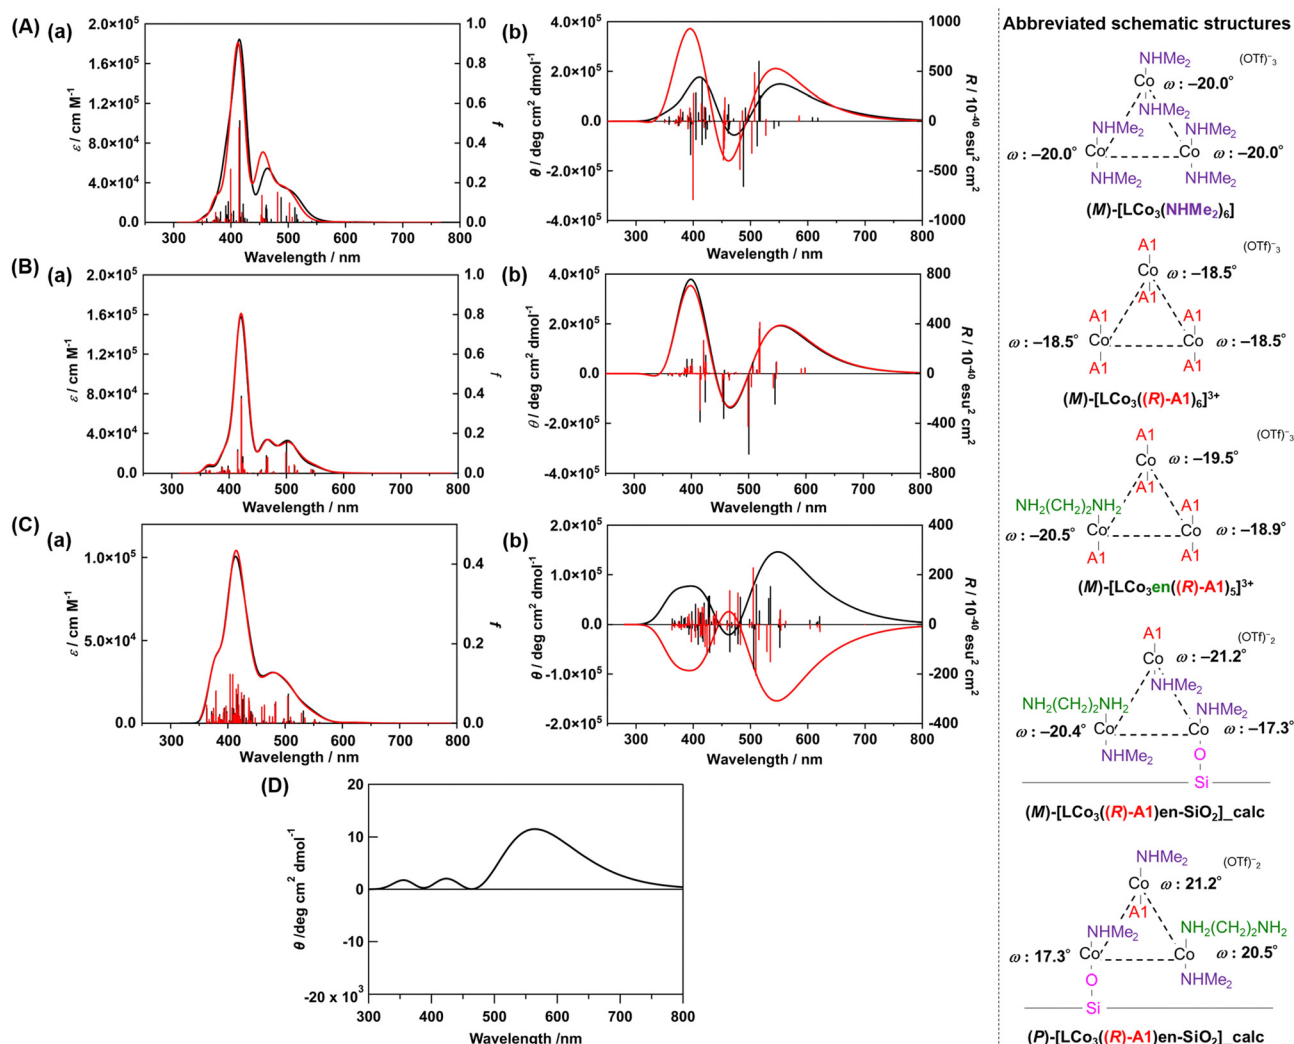 (A)
(a)
2.0×10⁵
1.6×10⁵
1.2×10⁵
8.0×10⁴
4.0×10⁴
0.0
ε / cm M⁻¹
1.0
0.8
0.6
0.4
0.2
0.0
f
300 400 500 600 700 800
Wavelength / nm
(b)
4.0×10⁵
2.0×10⁵
0.0
−2.0×10⁵
−4.0×10⁵
θ / deg cm² dmol⁻¹
1000
500
0
-500
-1000
R / 10⁻⁴⁰ esu² cm²
300 400 500 600 700 800
Wavelength / nm
(B)
(a)
2.0×10⁵
1.6×10⁵
1.2×10⁵
8.0×10⁴
4.0×10⁴
0.0
ε / cm M⁻¹
1.0
0.8
0.6
0.4
0.2
0.0
f
300 400 500 600 700 800
Wavelength / nm
(b)
4.0×10⁵
2.0×10⁵
0.0
−2.0×10⁵
−4.0×10⁵
θ / deg cm² dmol⁻¹
800
400
0
-400
-800
R / 10⁻⁴⁰ esu² cm²
300 400 500 600 700 800
Wavelength / nm
(C)
(a)
1.0×10⁵
5.0×10⁴
0.0
ε / cm M⁻¹
0.4
0.2
0.0
f
300 400 500 600 700 800
Wavelength / nm
(b)
2.0×10⁵
1.0×10⁵
0.0
−1.0×10⁵
−2.0×10⁵
θ / deg cm² dmol⁻¹
400
200
0
-200
-400
R / 10⁻⁴⁰ esu² cm²
300 400 500 600 700 800
Wavelength / nm
(D)
20
10
0
-10
-20 x 10³
θ /deg cm² dmol⁻¹
300 400 500 600 700 800
Wavelength /nm
Abbreviated schematic structures
NHMe₂ (OTf)⁻₃
Co ω : −20.0°
NHMe₂
NHMe₂ NHMe₂
ω : −20.0° Co Co ω : −20.0°
NHMe₂ NHMe₂
(M)-[LCo₃(NHMe₂)₆]
A1 (OTf)⁻₃
Co ω : −18.5°
A1
A1 A1
ω : −18.5° Co Co ω : −18.5°
A1 A1
(M)-[LCo₃((R)-A1)₆]³⁺
A1 (OTf)⁻₃
Co ω : −19.5°
A1
NH₂(CH₂)₂NH₂ A1
ω : −20.5° Co Co ω : −18.9°
A1 A1
(M)-[LCo₃en((R)-A1)₅]³⁺
A1 (OTf)⁻₂
Co ω : −21.2°
NHMe₂
NH₂(CH₂)₂NH₂ NHMe₂
ω : −20.4° Co Co ω : −17.3°
NHMe₂ O
Si
(M)-[LCo₃((R)-A1)en-SiO₂]_calc
NHMe₂ (OTf)⁻₂
Co ω : 21.2°
A1
NHMe₂ NH₂(CH₂)₂NH₂
ω : 17.3° Co Co ω : 20.5°
O NHMe₂
Si
(P)-[LCo₃((R)-A1)en-SiO₂]_calc